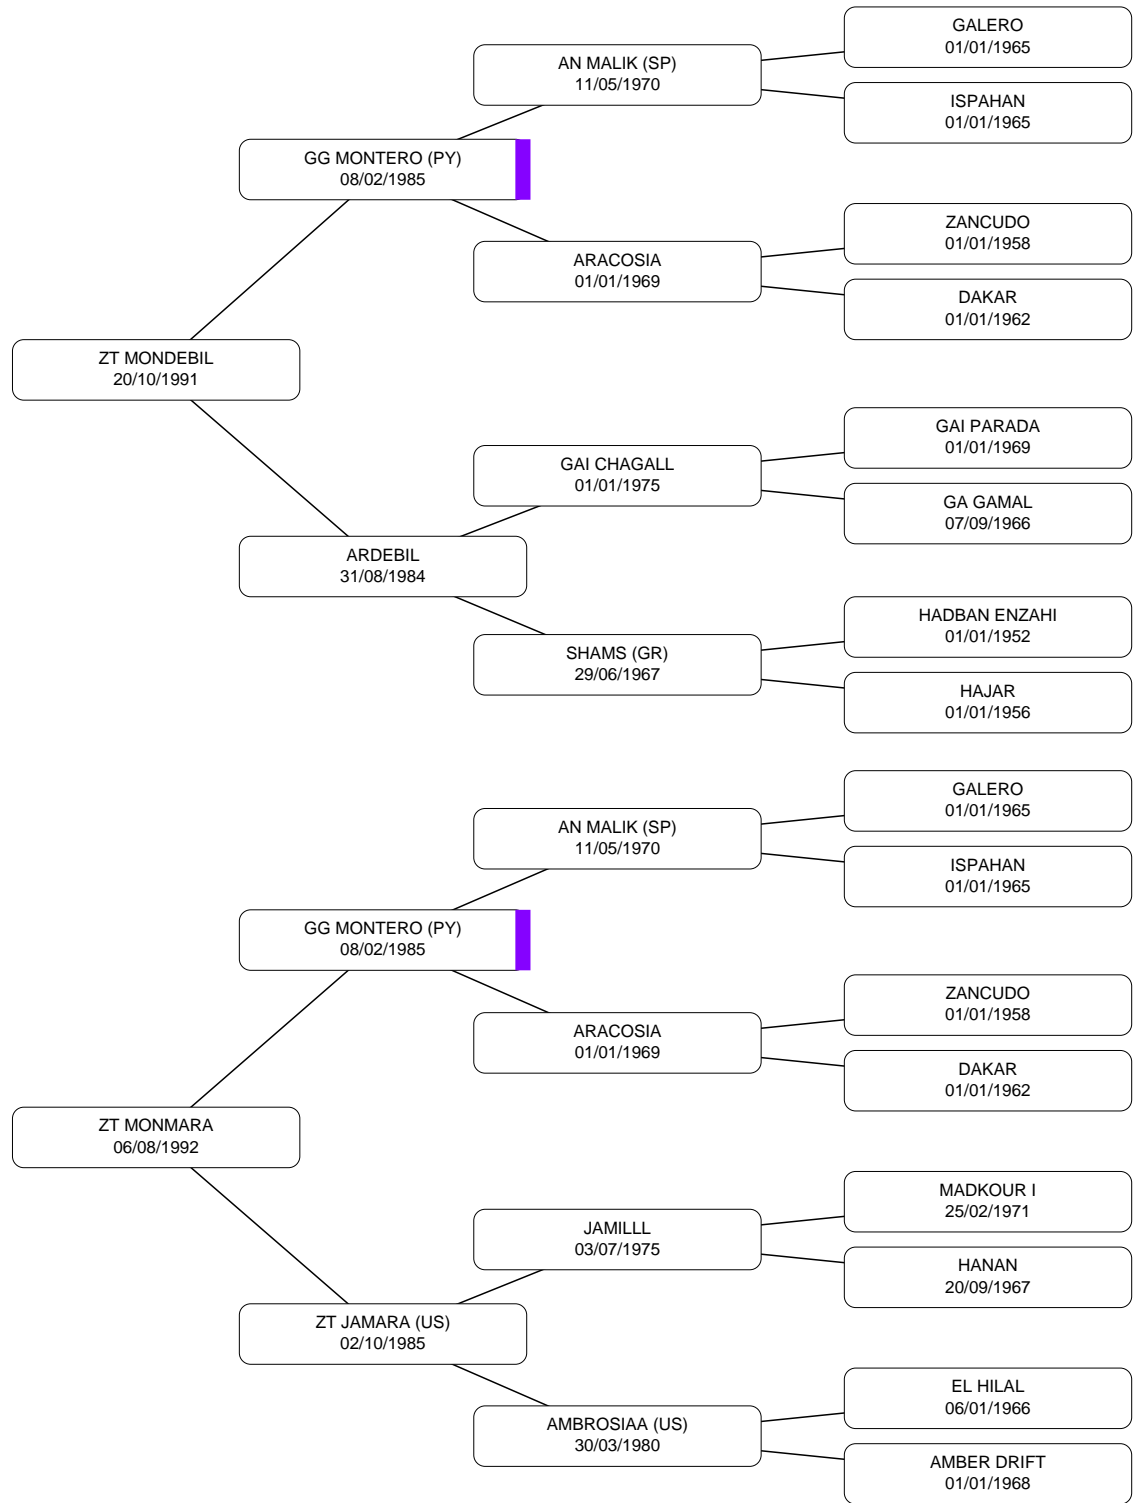 GALERO
01/01/1965
AN MALIK (SP)
11/05/1970
ISPAHAN
01/01/1965
GG MONTERO (PY)
08/02/1985
ZANCUDO
01/01/1958
ARACOSIA
01/01/1969
DAKAR
01/01/1962
ZT MONDEBIL
20/10/1991
GAI PARADA
01/01/1969
GAI CHAGALL
01/01/1975
GA GAMAL
07/09/1966
ARDEBIL
31/08/1984
HADBAN ENZAHI
01/01/1952
SHAMS (GR)
29/06/1967
HAJAR
01/01/1956
GALERO
01/01/1965
AN MALIK (SP)
11/05/1970
ISPAHAN
01/01/1965
GG MONTERO (PY)
08/02/1985
ZANCUDO
01/01/1958
ARACOSIA
01/01/1969
DAKAR
01/01/1962
ZT MONMARA
06/08/1992
MADKOUR I
25/02/1971
JAMILLL
03/07/1975
HANAN
20/09/1967
ZT JAMARA (US)
02/10/1985
EL HILAL
06/01/1966
AMBROSIAA (US)
30/03/1980
AMBER DRIFT
01/01/1968